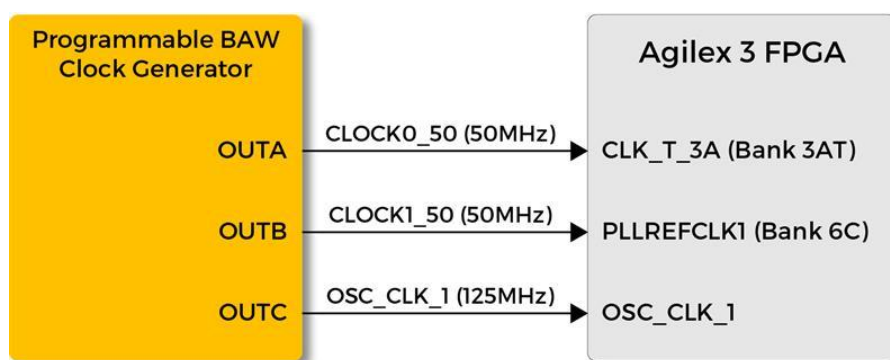 Programmable BAW
Clock Generator
Agilex 3 FPGA
OUTA
CLOCK0_50 (50MHz)
CLK_T_3A (Bank 3AT)
OUTB
CLOCK1_50 (50MHz)
PLLREFCLK1 (Bank 6C)
OUTC
OSC_CLK_1 (125MHz)
OSC_CLK_1